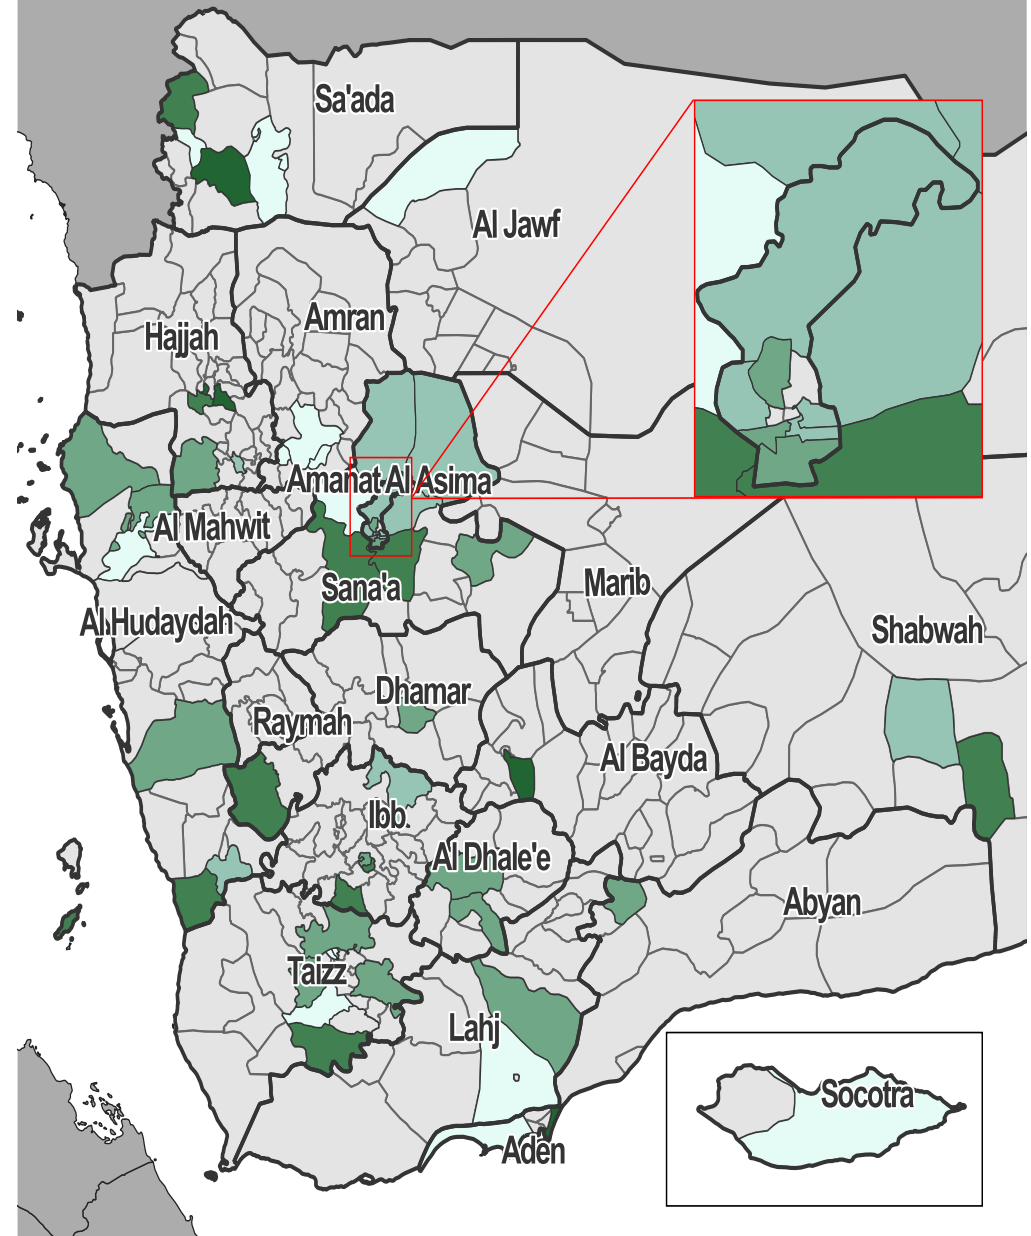 Sa'ada
Al Jawf
Hajjah
Amran
Amanat Al Asima
Al Mahwit
Sana'a
Marib
Al Hudaydah
Shabwah
Dhamar
Raymah
Al Bayda
Ibb
Al Dhale'e
Abyan
Taizz
Lahj
Socotra
Aden